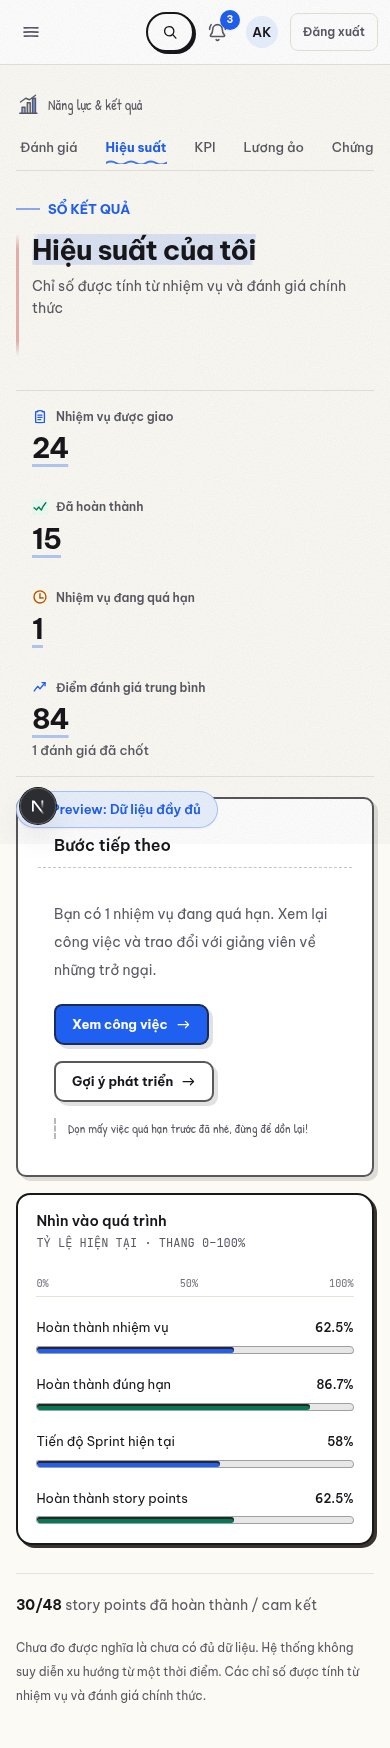 3
AK
Đăng xuất
Năng lực & kết quả
Đánh giá
Hiệu suất
KPI
Lương ảo
Chứng
SỔ KẾT QUẢ
Hiệu suất của tôi
Chỉ số được tính từ nhiệm vụ và đánh giá chính
thức
Nhiệm vụ được giao
24
Đã hoàn thành
15
Nhiệm vụ đang quá hạn
1
Điểm đánh giá trung bình
84
1 đánh giá đã chốt
N
Preview: Dữ liệu đầy đủ
Bước tiếp theo
Bạn có 1 nhiệm vụ đang quá hạn. Xem lại
công việc và trao đổi với giảng viên về
những trở ngại.
Xem công việc →
Gợi ý phát triển →
Dọn mấy việc quá hạn trước đã nhé, đừng để dồn lại!
Nhìn vào quá trình
TỶ LỆ HIỆN TẠI · THANG 0–100%
0% 50% 100%
Hoàn thành nhiệm vụ 62.5%
Hoàn thành đúng hạn 86.7%
Tiến độ Sprint hiện tại 58%
Hoàn thành story points 62.5%
30/48 story points đã hoàn thành / cam kết
Chưa đo được nghĩa là chưa có đủ dữ liệu. Hệ thống không
suy diễn xu hướng từ một thời điểm. Các chỉ số được tính từ
nhiệm vụ và đánh giá chính thức.